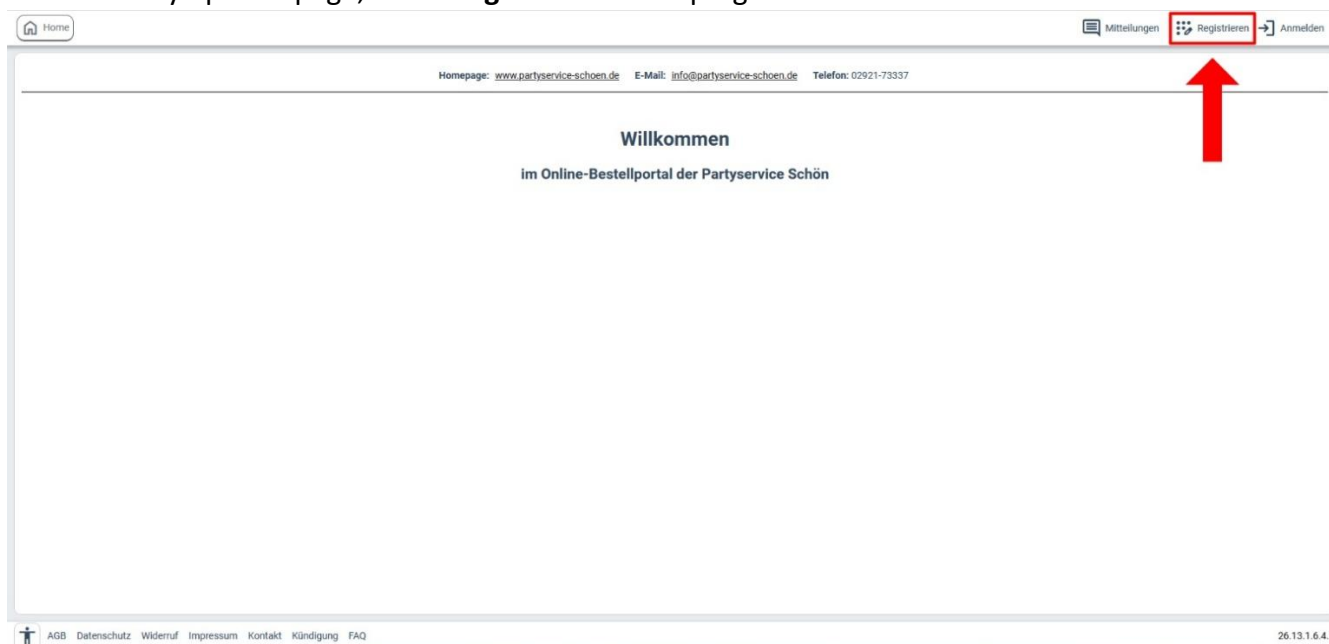 Home
Mitteilungen Registrieren Anmelden
Homepage: www.partyservice-schoen.de E-Mail: info@partyservice-schoen.de Telefon: 02921-73337
Willkommen
im Online-Bestellportal der Partyservice Schön
AGB Datenschutz Widerruf Impressum Kontakt Kündigung FAQ
26.13.1.6.4.